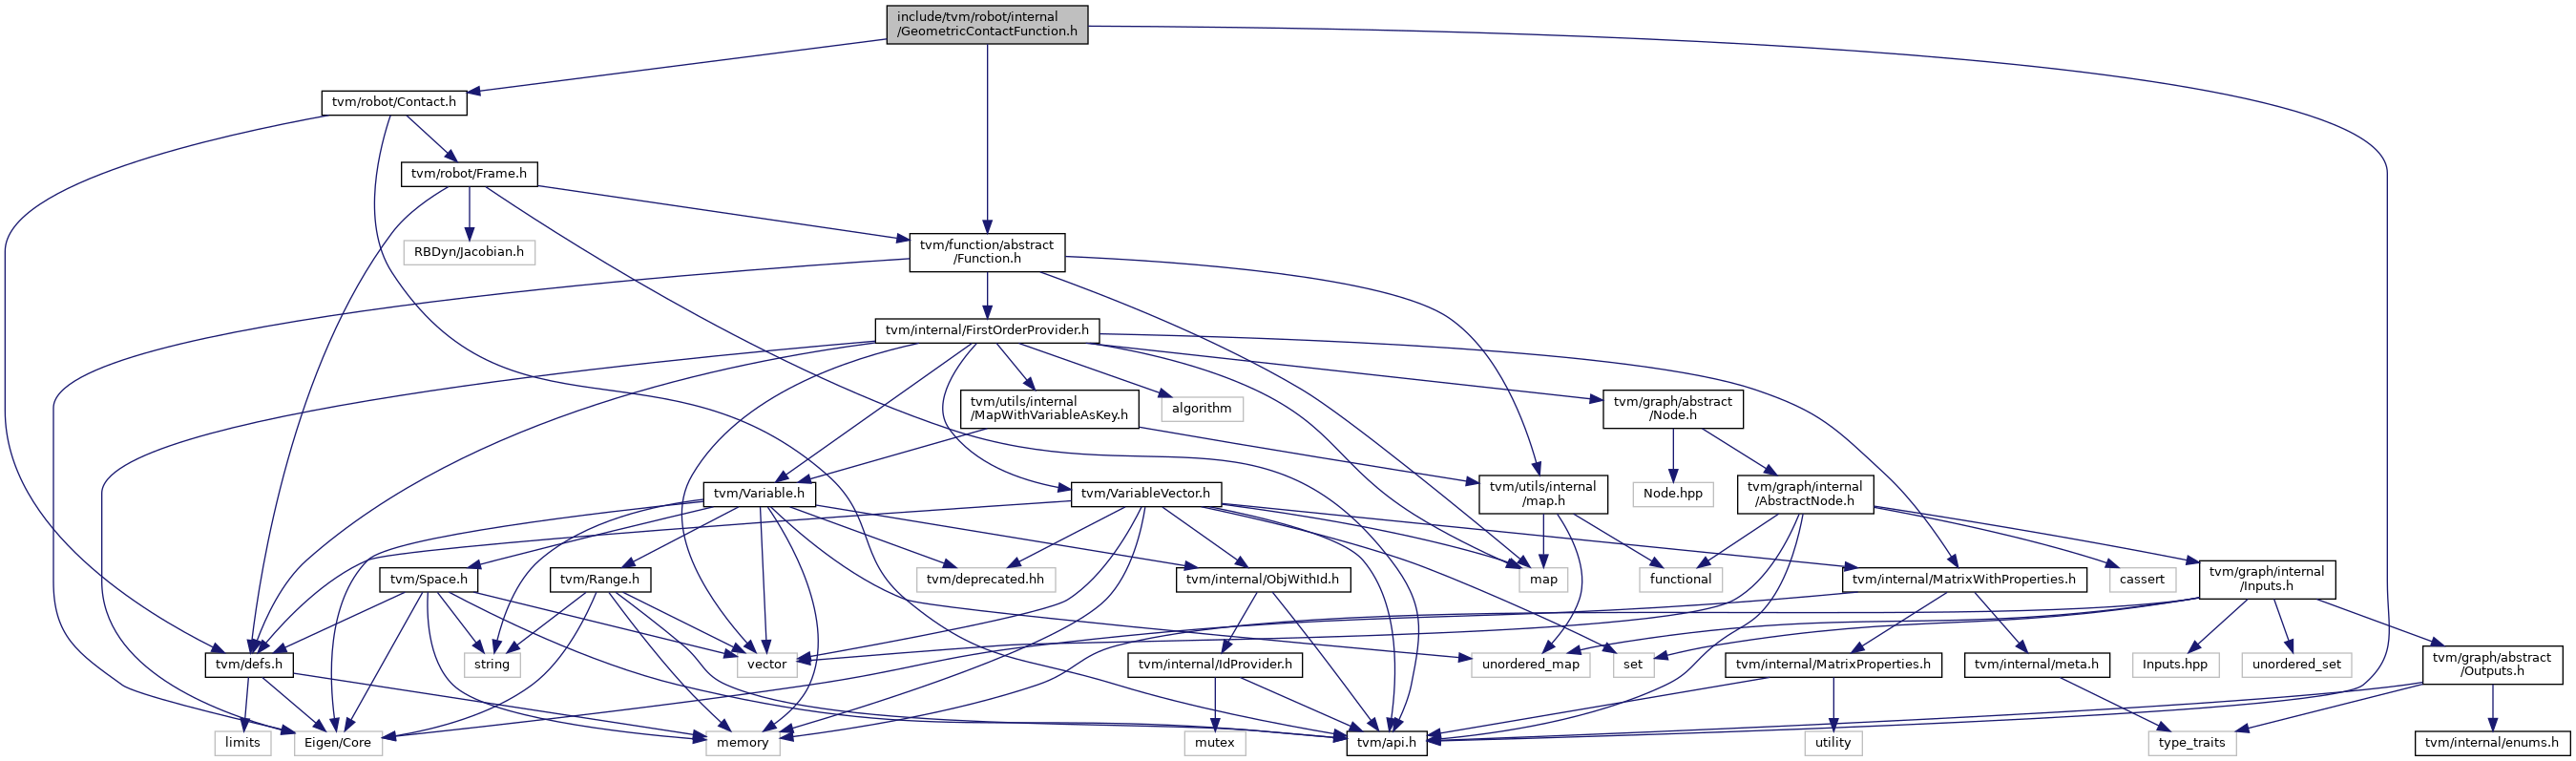 include/tvm/robot/internal
/GeometricContactFunction.h
tvm/robot/Contact.h
tvm/robot/Frame.h
RBDyn/Jacobian.h
tvm/function/abstract
/Function.h
tvm/internal/FirstOrderProvider.h
tvm/utils/internal
/MapWithVariableAsKey.h
algorithm
tvm/graph/abstract
/Node.h
tvm/Variable.h
tvm/VariableVector.h
tvm/utils/internal
/map.h
Node.hpp
tvm/graph/internal
/AbstractNode.h
tvm/Space.h
tvm/Range.h
tvm/deprecated.hh
tvm/internal/ObjWithId.h
map
functional
tvm/internal/MatrixWithProperties.h
cassert
tvm/graph/internal
/Inputs.h
tvm/defs.h
string
vector
tvm/internal/IdProvider.h
unordered_map
set
tvm/internal/MatrixProperties.h
tvm/internal/meta.h
Inputs.hpp
unordered_set
tvm/graph/abstract
/Outputs.h
limits
Eigen/Core
memory
mutex
tvm/api.h
utility
type_traits
tvm/internal/enums.h